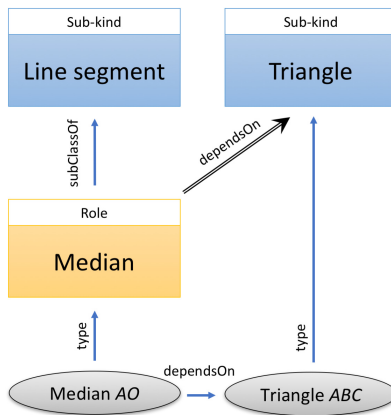 Sub-kind
Sub-kind
Line segment
Triangle
subClassOf
dependsOn
Role
Median
type
type
dependsOn
Median AO
Triangle ABC